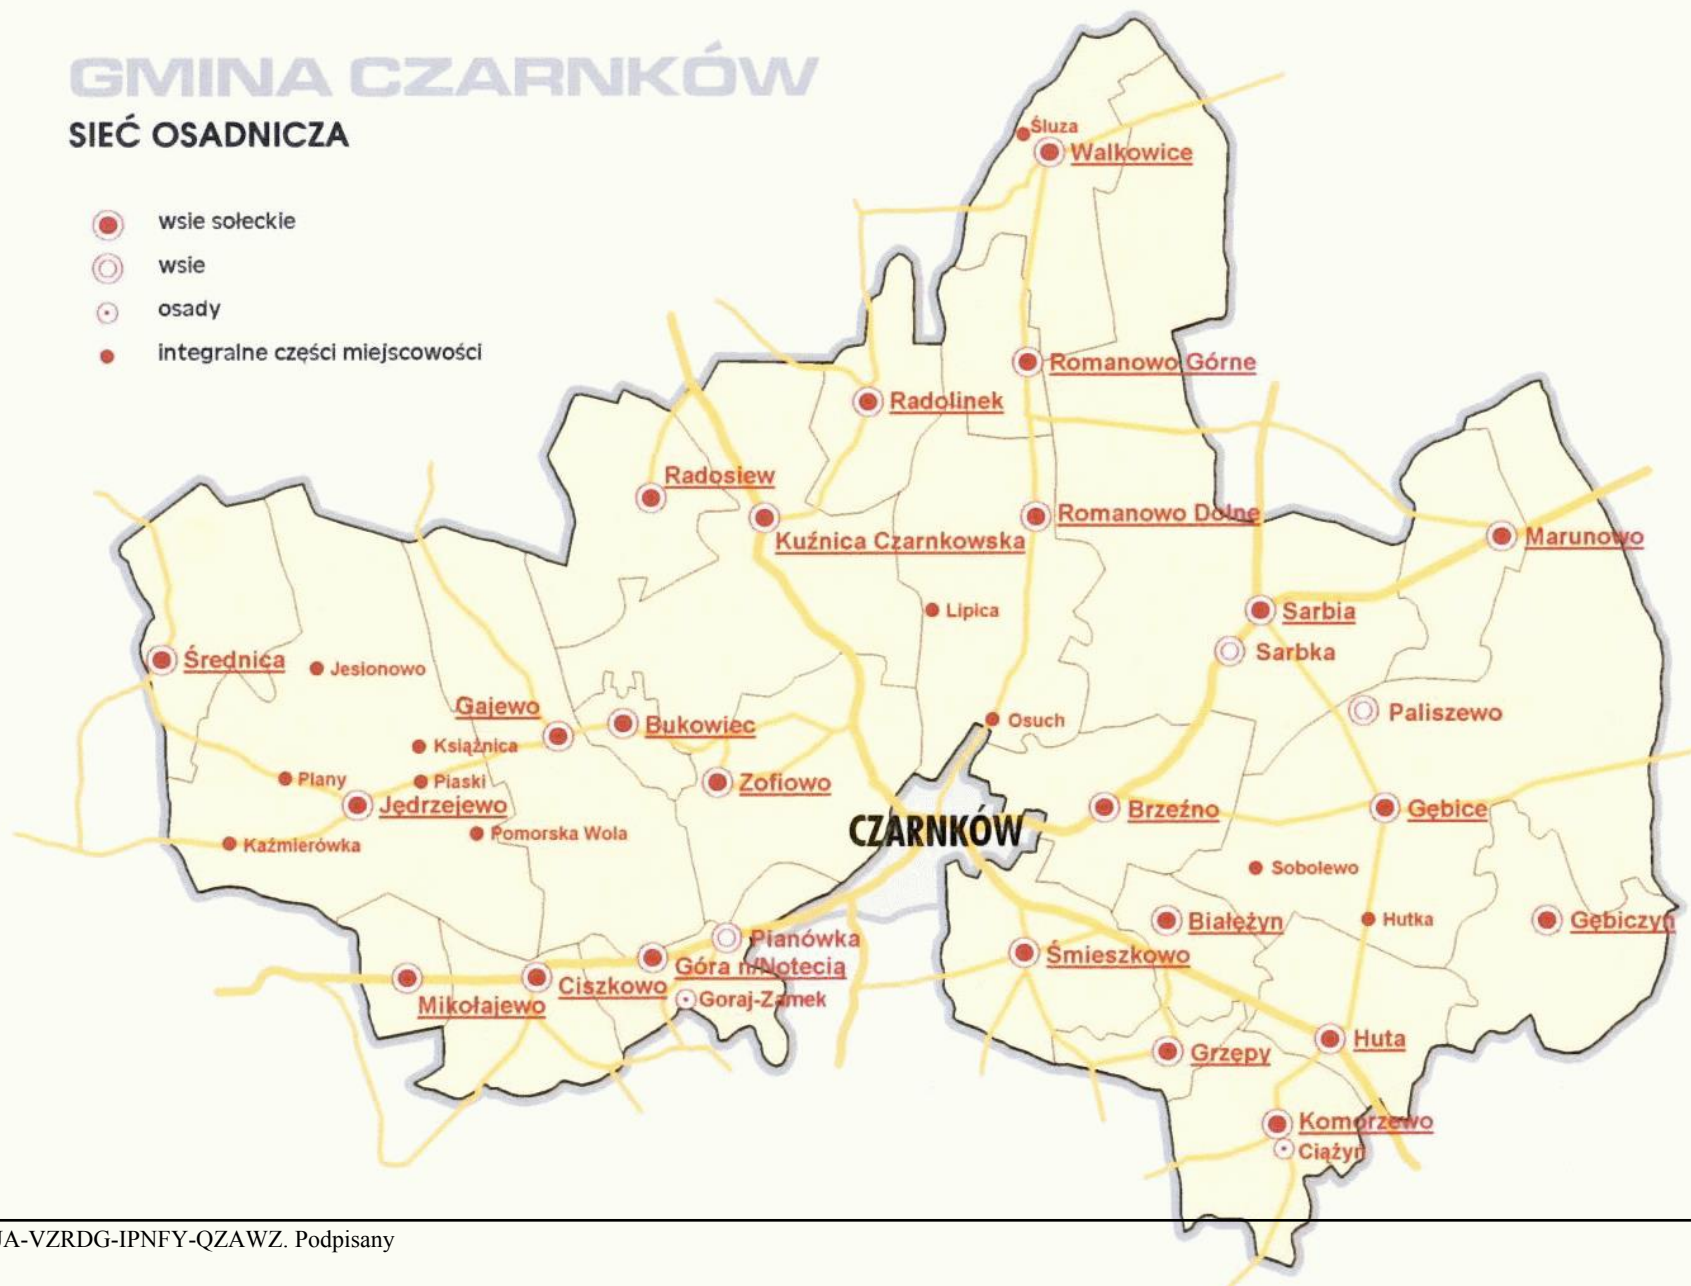 GMINA CZARNKÓW
SIEĆ OSADNICZA
wsie sołeckie
wsie
osady
integralne części miejscowości
Śluza
Walkowice
Romanowo Górne
Radolinek
Radosiew
Romanowo Dolne
Kuźnica Czarnkowska
Marunowo
Lipica
Sarbia
Sarbka
Średnica
Jesionowo
Gajewo
Paliszewo
Osuch
Bukowiec
Książnica
Piany
Piaski
Zofiowo
Jędrzejewo
Brzeźno
Gębice
CZARNKÓW
Pomorska Wola
Kaźmierówka
Sobolewo
Białężyn
Hutka
Gębiczyn
Pianówka
Śmieszkowo
Góra n/Notecią
Ciszkowo
Mikołajewo
Goraj-Zamek
Huta
Grzępy
Komorzewo
Ciążyń
JA-VZRDG-IPNFY-QZAWZ. Podpisany